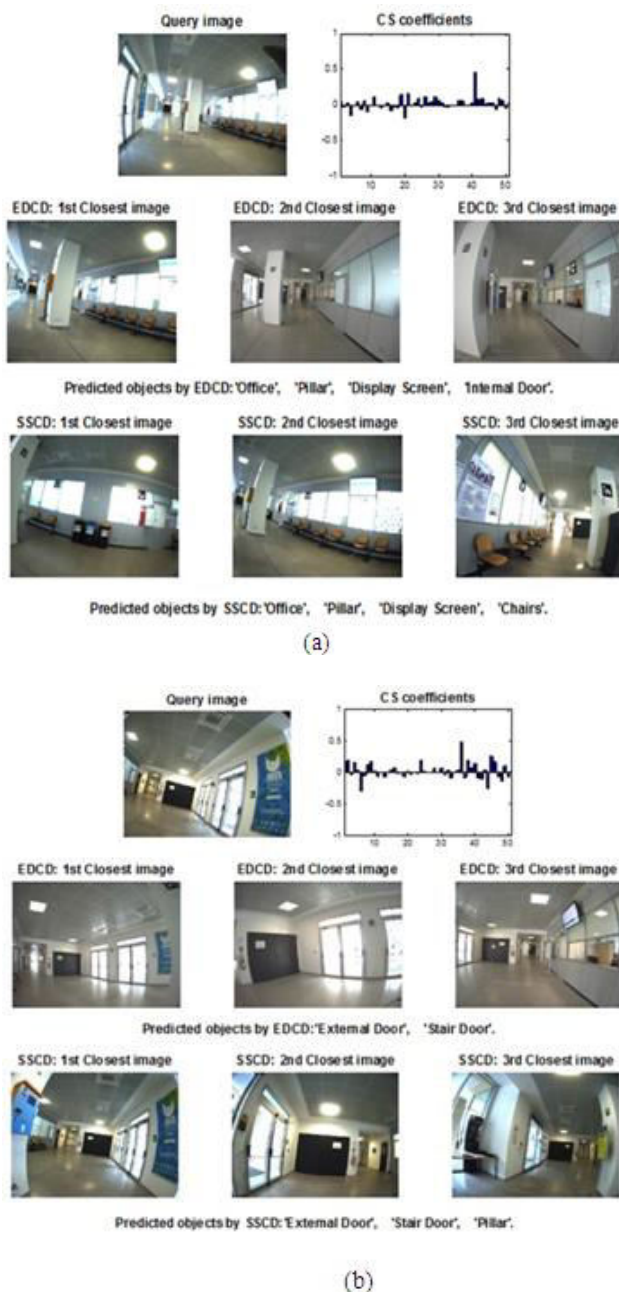 Query image CS coefficients
1
0.5
0
-0.5
-1
10 20 30 40 50
EDCD: 1st Closest image EDCD: 2nd Closest image EDCD: 3rd Closest image
Predicted objects by EDCD:'Office', 'Pillar', 'Display Screen', 'Internal Door'.
SSCD: 1st Closest image SSCD: 2nd Closest image SSCD: 3rd Closest image
Predicted objects by SSCD:'Office', 'Pillar', 'Display Screen', 'Chairs'.
(a)
Query image CS coefficients
1
0.5
0
-0.5
-1
10 20 30 40 50
EDCD: 1st Closest image EDCD: 2nd Closest image EDCD: 3rd Closest image
Predicted objects by EDCD:'External Door', 'Stair Door'.
SSCD: 1st Closest image SSCD: 2nd Closest image SSCD: 3rd Closest image
Predicted objects by SSCD:'External Door', 'Stair Door', 'Pillar'.
(b)